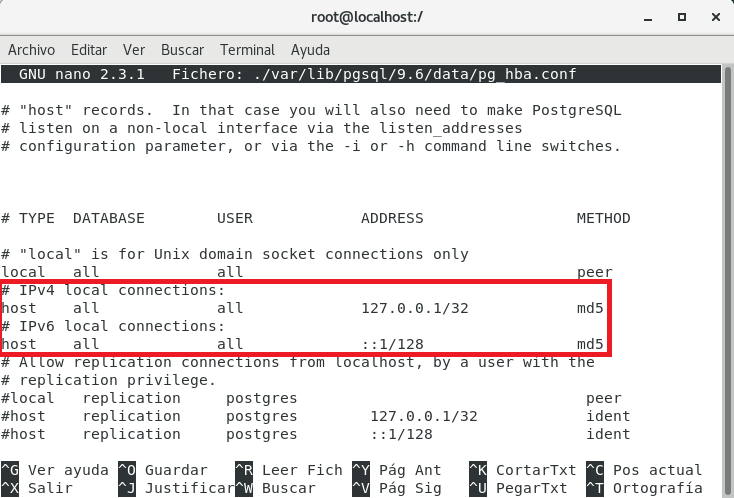 root@localhost:/
Archivo Editar Ver Buscar Terminal Ayuda
GNU nano 2.3.1 Fichero: ./var/lib/pgsql/9.6/data/pg_hba.conf
# "host" records.  In that case you will also need to make PostgreSQL
# listen on a non-local interface via the listen_addresses
# configuration parameter, or via the -i or -h command line switches.
# TYPE  DATABASE        USER            ADDRESS                 METHOD
# "local" is for Unix domain socket connections only
local   all             all                                     peer
# IPv4 local connections:
host    all             all             127.0.0.1/32            md5
# IPv6 local connections:
host    all             all             ::1/128                 md5
# Allow replication connections from localhost, by a user with the
# replication privilege.
#local   replication     postgres                                peer
#host    replication     postgres        127.0.0.1/32            ident
#host    replication     postgres        ::1/128                 ident
^G Ver ayuda ^O Guardar ^R Leer Fich ^Y Pág Ant ^K CortarTxt ^C Pos actual
^X Salir ^J Justificar ^W Buscar ^V Pág Sig ^U PegarTxt ^T Ortografía